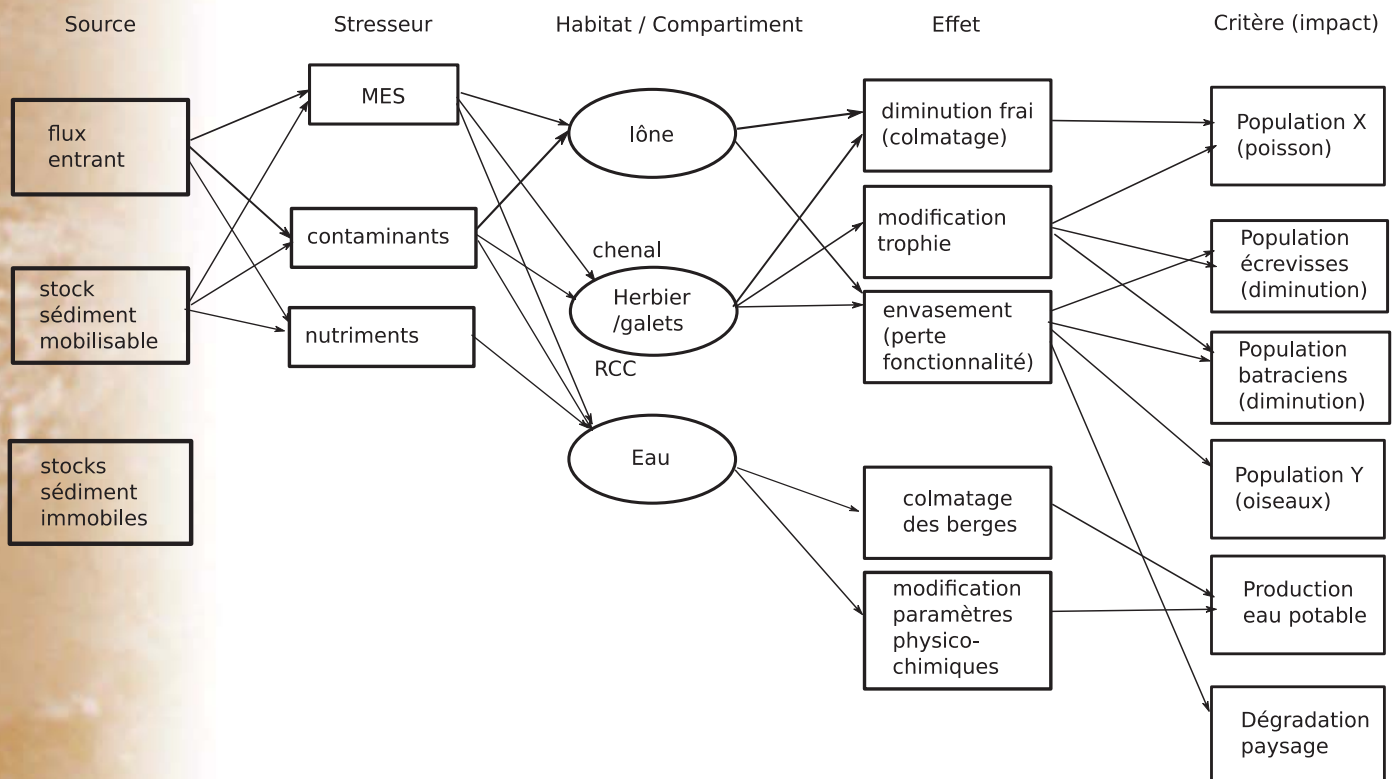 Source
Stresseur
Habitat / Compartiment
Effet
Critère (impact)
flux
entrant
stock
sédiment
mobilisable
stocks
sédiment
immobiles
MES
contaminants
nutriments
lône
chenal
Herbier
/galets
RCC
Eau
diminution frai
(colmatage)
modification
trophie
envasement
(perte
fonctionnalité)
colmatage
des berges
modification
paramètres
physico-
chimiques
Population X
(poisson)
Population
écrevisses
(diminution)
Population
batraciens
(diminution)
Population Y
(oiseaux)
Production
eau potable
Dégradation
paysage